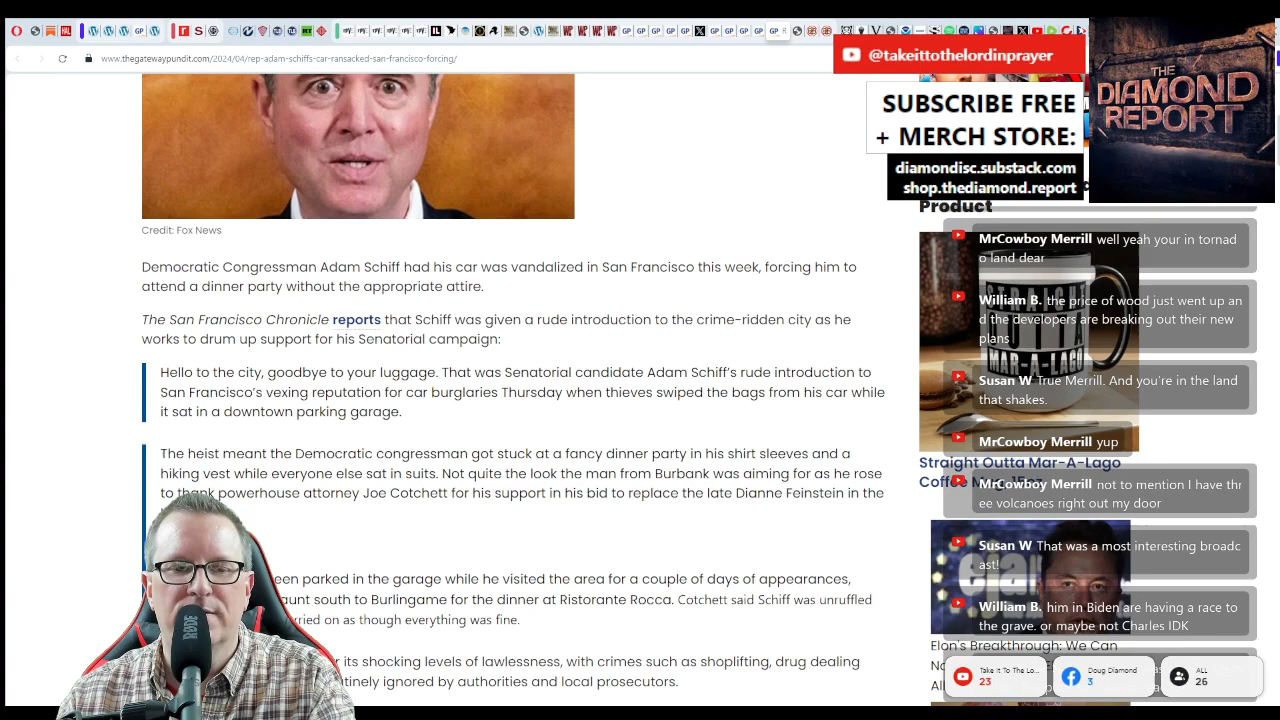 www.thegatewaypundit.com/2024/04/rep-adam-schiffs-car-ransacked-san-francisco-forcing/
@takeittothelordinprayer
SUBSCRIBE FREE
+ MERCH STORE:
diamondisc.substack.com
shop.thediamond.report
THE
DIAMOND
REPORT
Credit: Fox News
Democratic Congressman Adam Schiff had his car was vandalized in San Francisco this week, forcing him to
attend a dinner party without the appropriate attire.
The San Francisco Chronicle reports that Schiff was given a rude introduction to the crime-ridden city as he
works to drum up support for his Senatorial campaign:
Hello to the city, goodbye to your luggage. That was Senatorial candidate Adam Schiff's rude introduction to
San Francisco's vexing reputation for car burglaries Thursday when thieves swiped the bags from his car while
it sat in a downtown parking garage.
The heist meant the Democratic congressman got stuck at a fancy dinner party in his shirt sleeves and a
hiking vest while everyone else sat in suits. Not quite the look the man from Burbank was aiming for as he rose
to thank powerhouse attorney Joe Cotchett for his support in his bid to replace the late Dianne Feinstein in the
een parked in the garage while he visited the area for a couple of days of appearances,
aunt south to Burlingame for the dinner at Ristorante Rocca. Cotchett said Schiff was unruffled
rried on as though everything was fine.
r its shocking levels of lawlessness, with crimes such as shoplifting, drug dealing
tinely ignored by authorities and local prosecutors.
Product
STRAIGHT
OUTTA
MAR-A-LAGO
Straight Outta Mar-A-Lago
Coffee Mug
Elon's Breakthrough: We Can
MrCowboy Merrill well yeah your in tornad
o land dear
William B. the price of wood just went up an
d the developers are breaking out their new
plans
Susan W True Merrill. And you're in the land
that shakes.
MrCowboy Merrill yup
MrCowboy Merrill not to mention I have thr
ee volcanoes right out my door
Susan W That was a most interesting broadc
ast!
William B. him in Biden are having a race to
the grave. or maybe not Charles IDK
Take It To The Lo...
23
Doug Diamond
3
ALL
26
RØDE